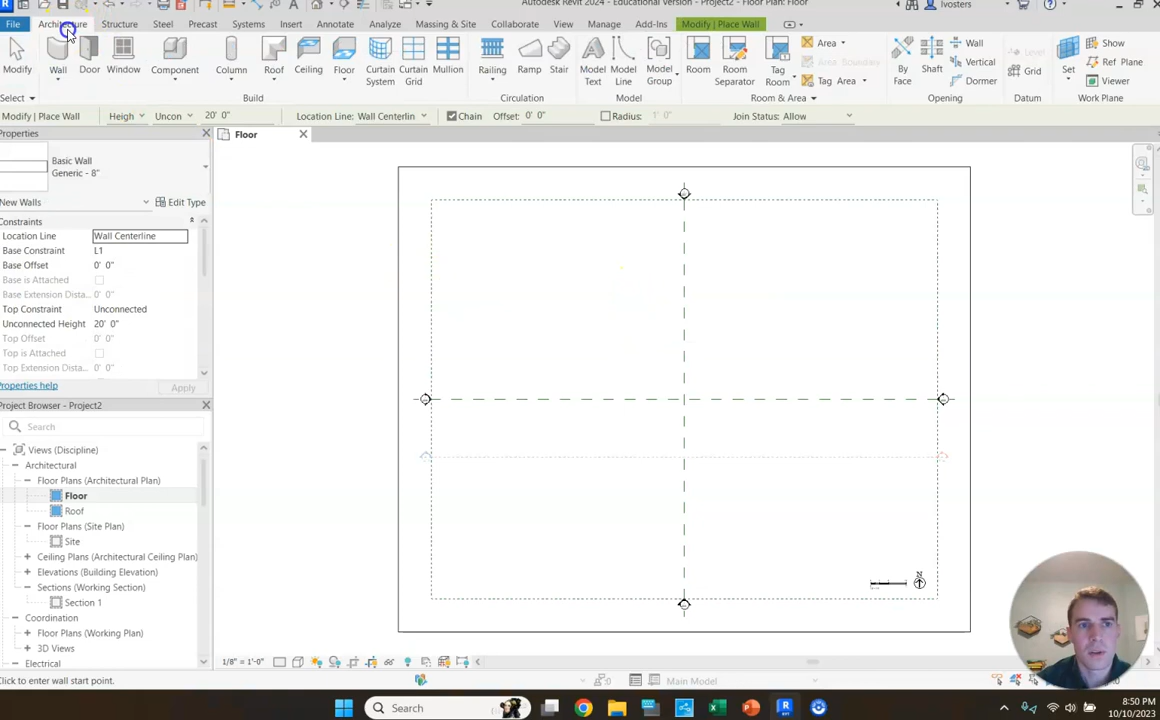 Autodesk Revit 2024.2 - Educational Version - Project2 - Floor Plan: Floor
lvosters
File Architecture Structure Steel Precast Systems Insert Annotate Analyze Massing & Site Collaborate View Manage Add-Ins Modify | Place Wall
Modify Wall Door Window Component Column Roof Ceiling Floor Curtain System Curtain Grid Mullion Railing Ramp Stair Model Text Model Line Model Group Room Room Separator Tag Room Area Area Boundary Tag Area By Face Shaft Wall Vertical Dormer Level Grid Set Show Ref Plane Viewer
Select Build Circulation Model Room & Area Opening Datum Work Plane
Modify | Place Wall Heigh Uncon 20' 0" Location Line: Wall Centerlin Chain Offset: 0' 0" Radius: 1' 0" Join Status: Allow
Properties
Floor
Basic Wall
Generic - 8"
New Walls Edit Type
Constraints
Location Line Wall Centerline
Base Constraint L1
Base Offset 0' 0"
Base is Attached
Base Extension Dista... 0' 0"
Top Constraint Unconnected
Unconnected Height 20' 0"
Top Offset 0' 0"
Top is Attached
Top Extension Distan... 0' 0"
Properties help Apply
Project Browser - Project2
Search
Views (Discipline)
Architectural
Floor Plans (Architectural Plan)
Floor
Roof
Floor Plans (Site Plan)
Site
Ceiling Plans (Architectural Ceiling Plan)
Elevations (Building Elevation)
Sections (Working Section)
Section 1
Coordination
Floor Plans (Working Plan)
3D Views
Electrical
N
1/8" = 1'-0"
Click to enter wall start point.
:0
Main Model
Search
8:50 PM
10/10/2023